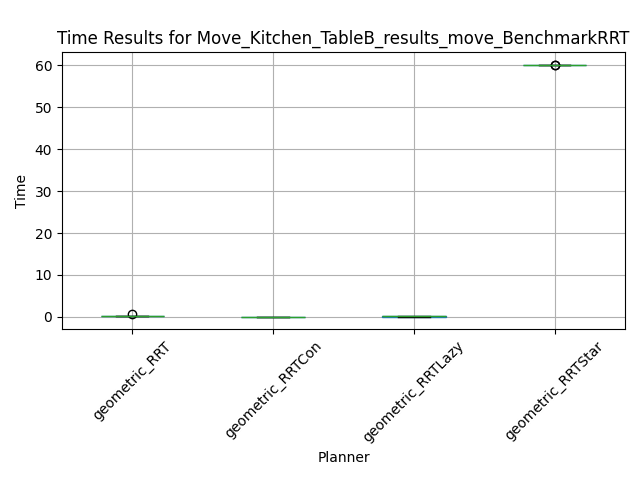 Time Results for Move_Kitchen_TableB_results_move_BenchmarkRRT
60
50
40
30
20
10
0
Time
geometric_RRT
geometric_RRTCon
geometric_RRTLazy
geometric_RRTStar
Planner